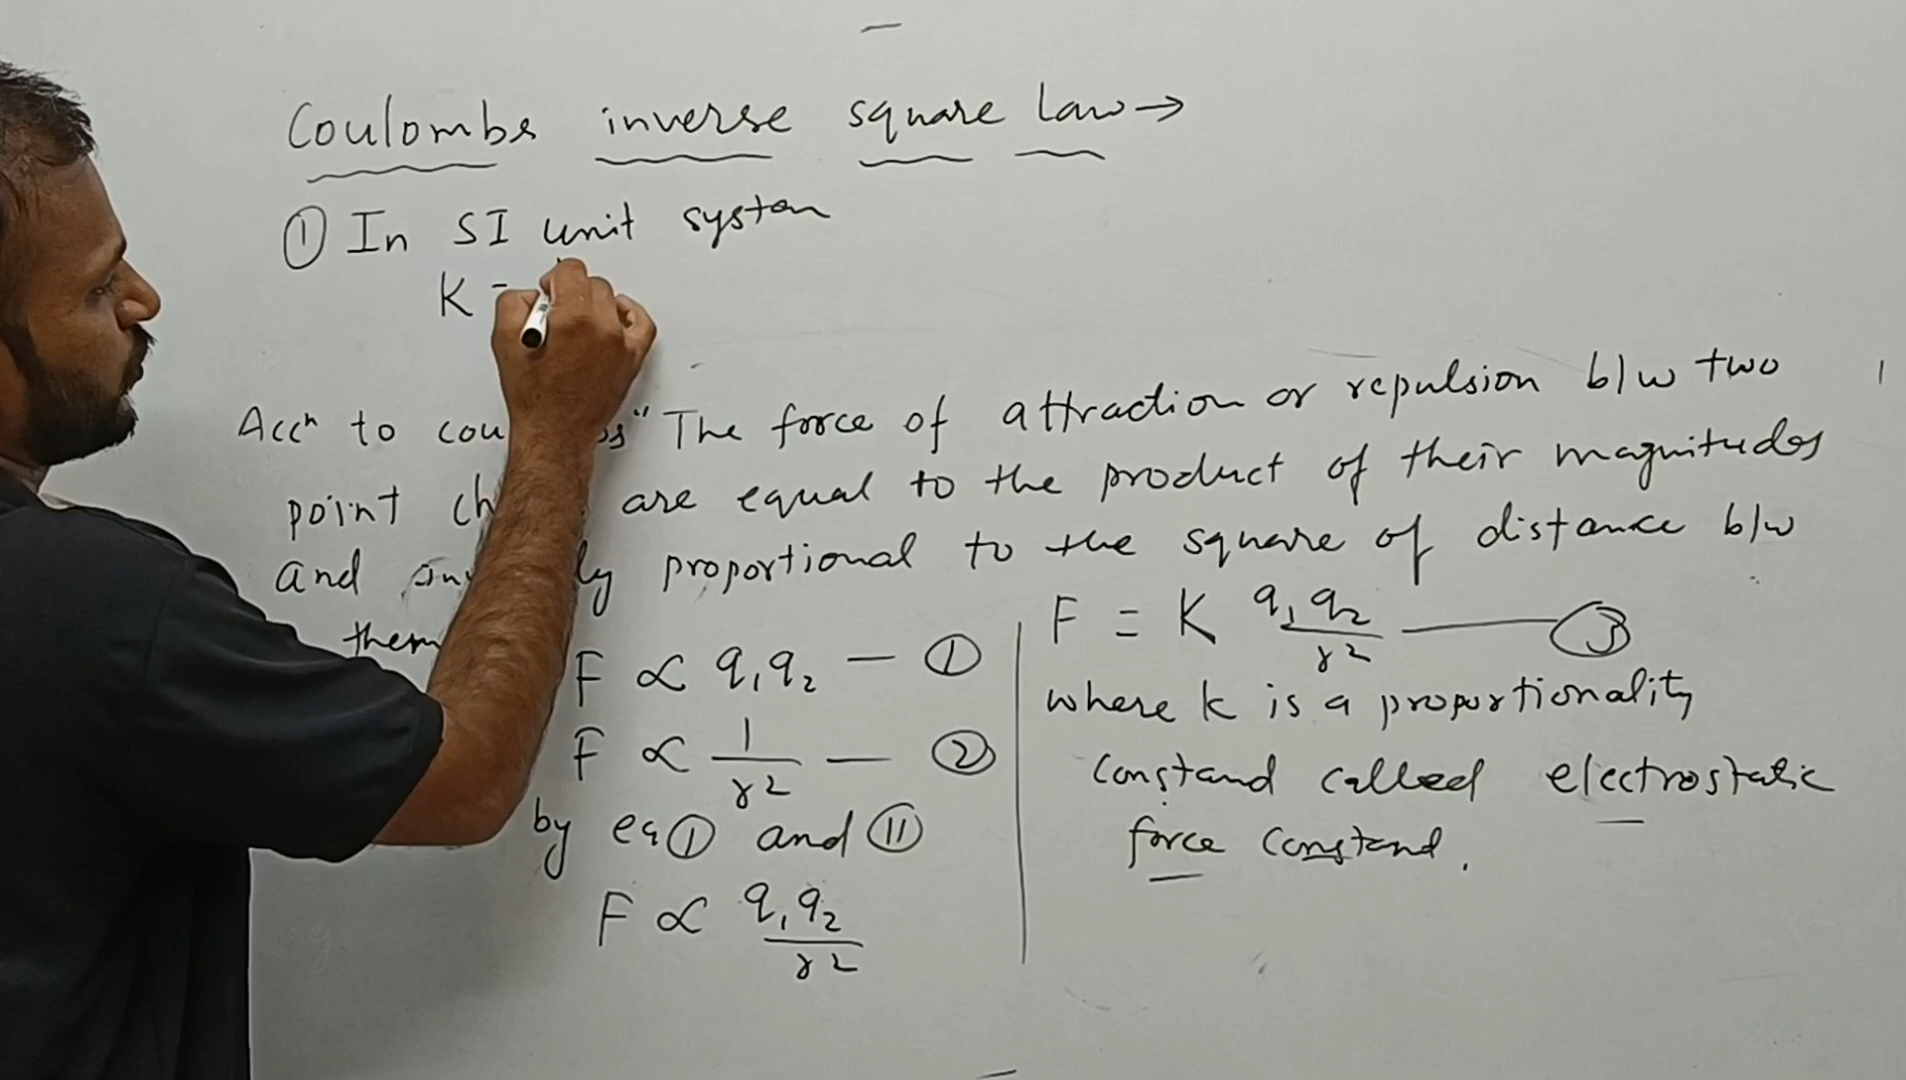 Coulombs inverse square Law →
① In SI unit systam
K =
Accⁿ to cou " The force of attraction or repulsion b/w two
point are equal to the product of their magnitudes
and proportional to the square of distance b/w
them
F ∝ q₁q₂ — ①
F ∝ 1/r² — ②
by eq ① and ⑪
F ∝ q₁q₂/r²
F = K q₁q₂/r² — ③
where k is a proportionality
constand called electrostatic
force constand.